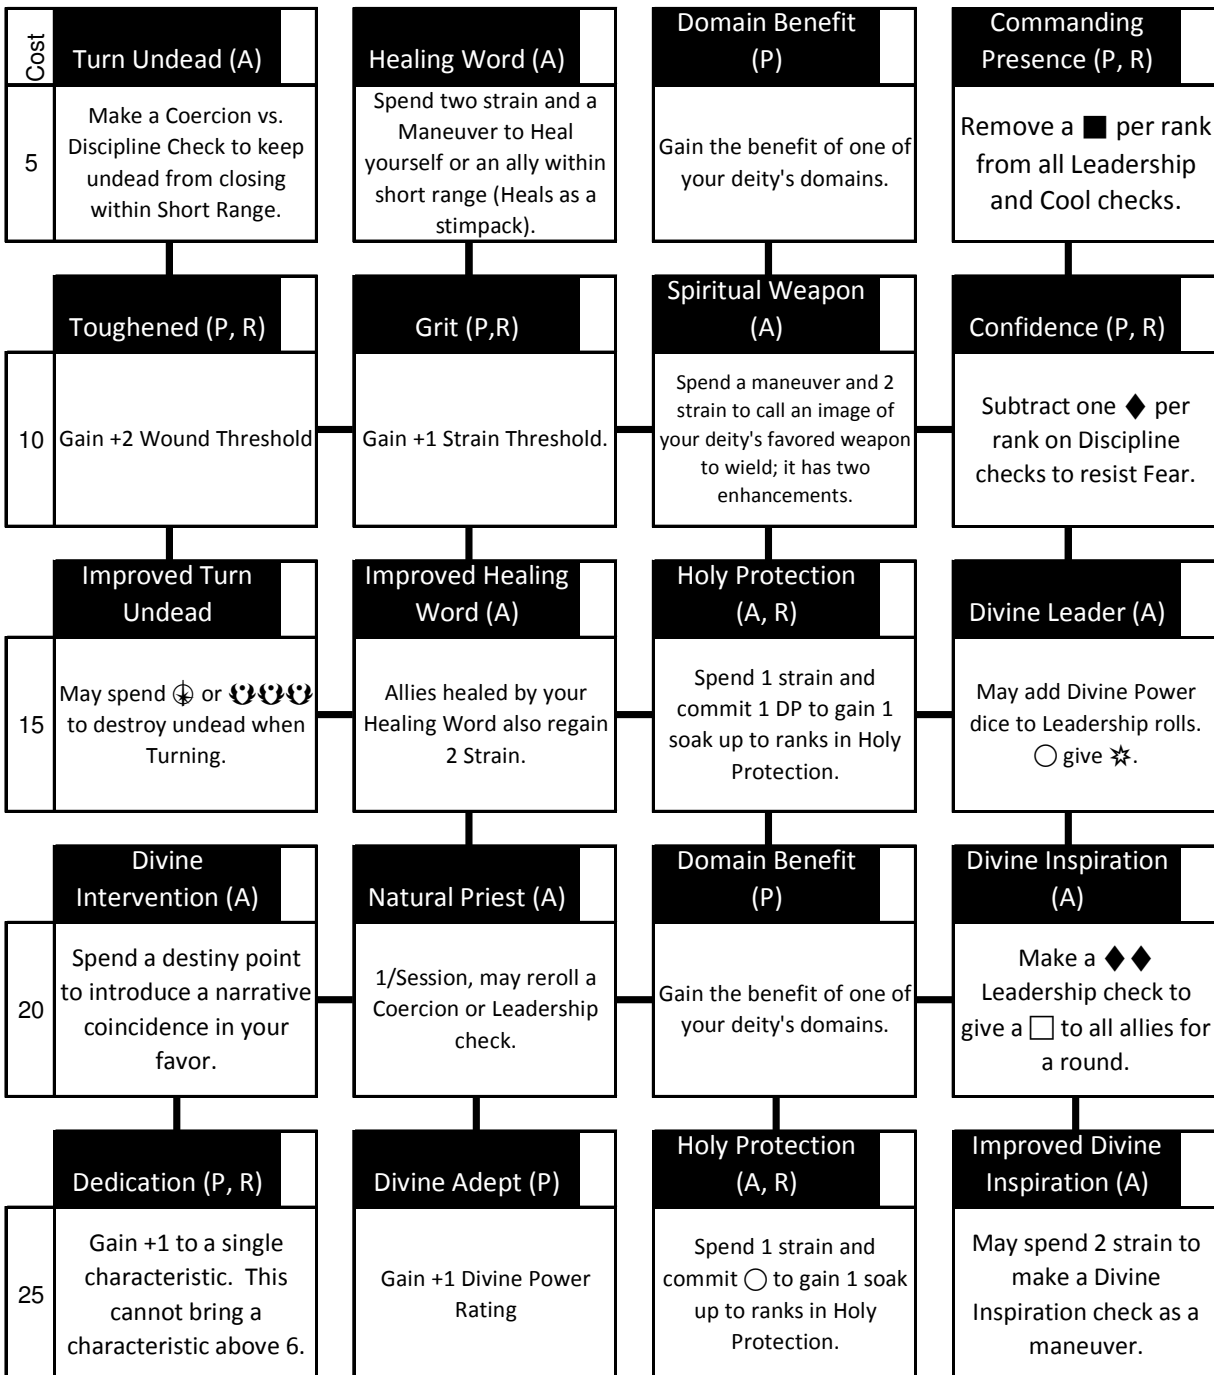 Cost
Turn Undead (A)
Healing Word (A)
Domain Benefit
(P)
Commanding
Presence (P, R)
5
Make a Coercion vs.
Discipline Check to keep
undead from closing
within Short Range.
Spend two strain and a
Maneuver to Heal
yourself or an ally within
short range (Heals as a
stimpack).
Gain the benefit of one of
your deity's domains.
Remove a ■ per rank
from all Leadership
and Cool checks.
Toughened (P, R)
Grit (P,R)
Spiritual Weapon
(A)
Confidence (P, R)
10
Gain +2 Wound Threshold
Gain +1 Strain Threshold.
Spend a maneuver and 2
strain to call an image of
your deity's favored weapon
to wield; it has two
enhancements.
Subtract one ♦ per
rank on Discipline
checks to resist Fear.
Improved Turn
Undead
Improved Healing
Word (A)
Holy Protection
(A, R)
Divine Leader (A)
15
May spend or
to destroy undead when
Turning.
Allies healed by your
Healing Word also regain
2 Strain.
Spend 1 strain and
commit 1 DP to gain 1
soak up to ranks in Holy
Protection.
May add Divine Power
dice to Leadership rolls.
○ give ✡.
Divine
Intervention (A)
Natural Priest (A)
Domain Benefit
(P)
Divine Inspiration
(A)
20
Spend a destiny point
to introduce a narrative
coincidence in your
favor.
1/Session, may reroll a
Coercion or Leadership
check.
Gain the benefit of one of
your deity's domains.
Make a ♦ ♦
Leadership check to
give a □ to all allies for
a round.
Dedication (P, R)
Divine Adept (P)
Holy Protection
(A, R)
Improved Divine
Inspiration (A)
25
Gain +1 to a single
characteristic. This
cannot bring a
characteristic above 6.
Gain +1 Divine Power
Rating
Spend 1 strain and
commit ○ to gain 1 soak
up to ranks in Holy
Protection.
May spend 2 strain to
make a Divine
Inspiration check as a
maneuver.